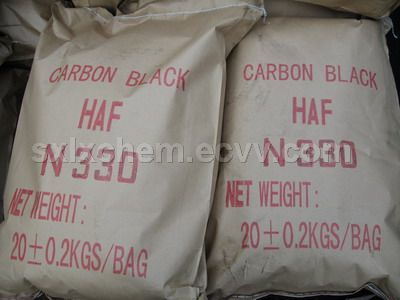 CARBON BLACK
HAF
N330
NET WEIGHT:
20±0.2KGS/BAG
CARBON BLACK
HAF
N330
NET WEIGHT:
20±0.2KGS/BAG
sxlxchem.ecvv.com